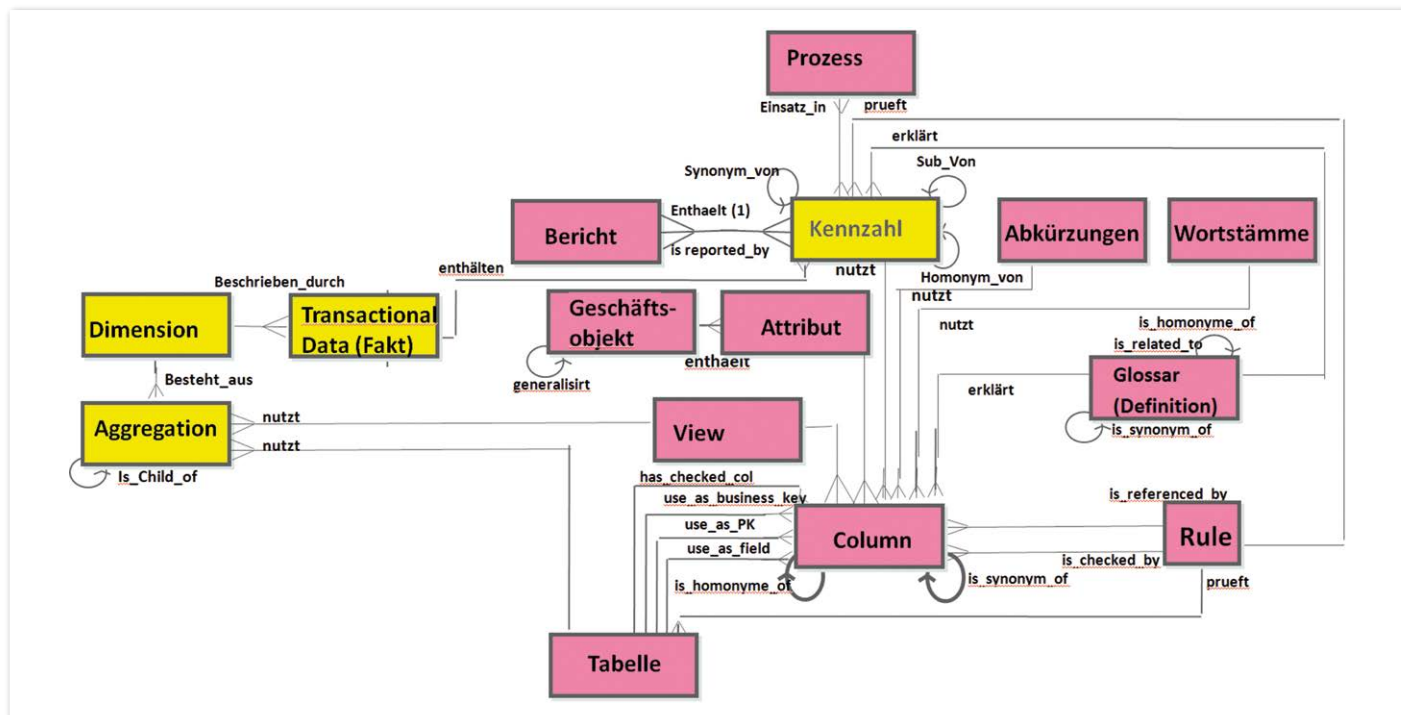 Prozess
Einsatz_in
prueft
erklärt
Synonym_von
Sub_Von
Bericht
Enthaelt (1)
is reported_by
Kennzahl
Abkürzungen
Wortstämme
enthälten
nutzt
Homonym_von
Beschrieben_durch
nutzt
Dimension
Transactional
Data (Fakt)
Geschäfts-
objekt
Attribut
nutzt
is_homonyme_of
is_related_to
enthaelt
generalisirt
erklärt
Glossar
(Definition)
Besteht_aus
is_synonym_of
Aggregation
nutzt
nutzt
View
Is_Child_of
has_checked_col
use_as_business_key
is_referenced_by
use_as_PK
Column
Rule
use_as_field
is_checked_by
is_homonyme_of
is_synonym_of
prueft
Tabelle